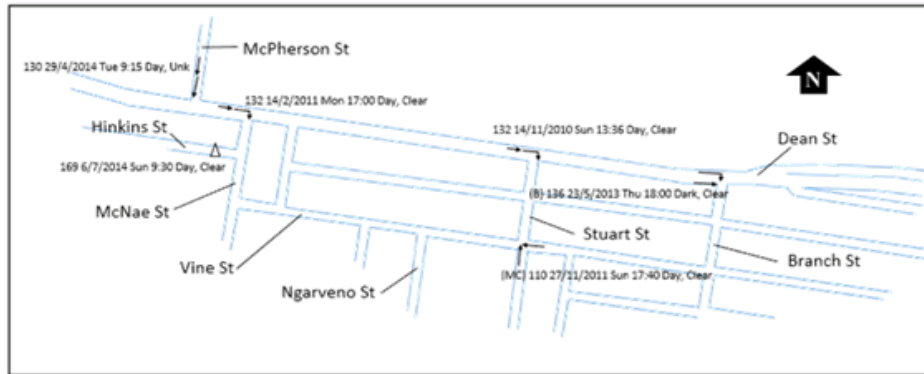 McPherson St
130 29/4/2014 Tue 9:15 Day, Unk
N
132 14/2/2011 Mon 17:00 Day, Clear
Hinkins St
132 14/11/2010 Sun 13:36 Day, Clear
Dean St
169 6/7/2014 Sun 9:30 Day, Clear
(B) 136 23/5/2013 Thu 18:00 Dark, Clear
McNae St
Stuart St
Vine St
Branch St
(MC) 110 27/11/2011 Sun 17:40 Day, Clear
Ngarveno St